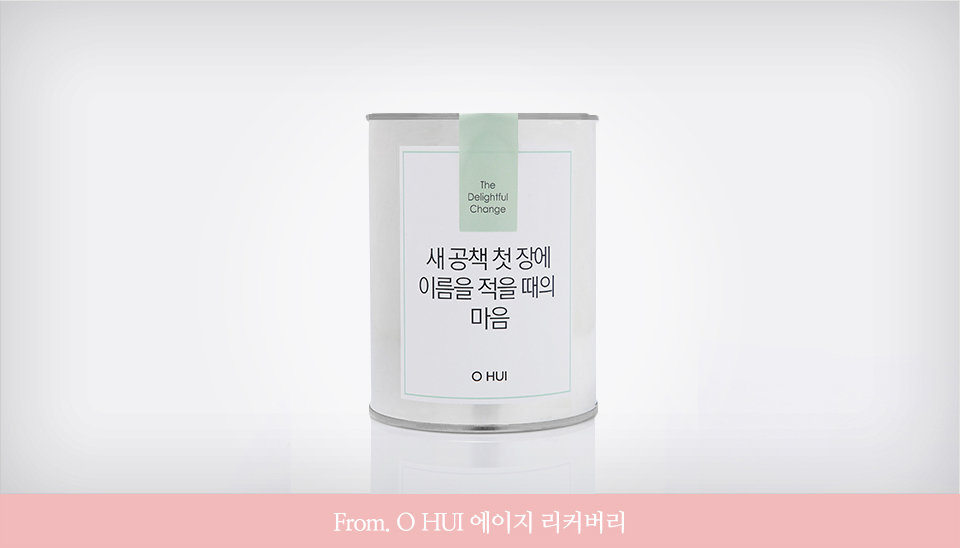 The
Delightful
Change
새 공책 첫 장에
이름을 적을 때의
마음
O HUI
From. O HUI 에이지 리커버리